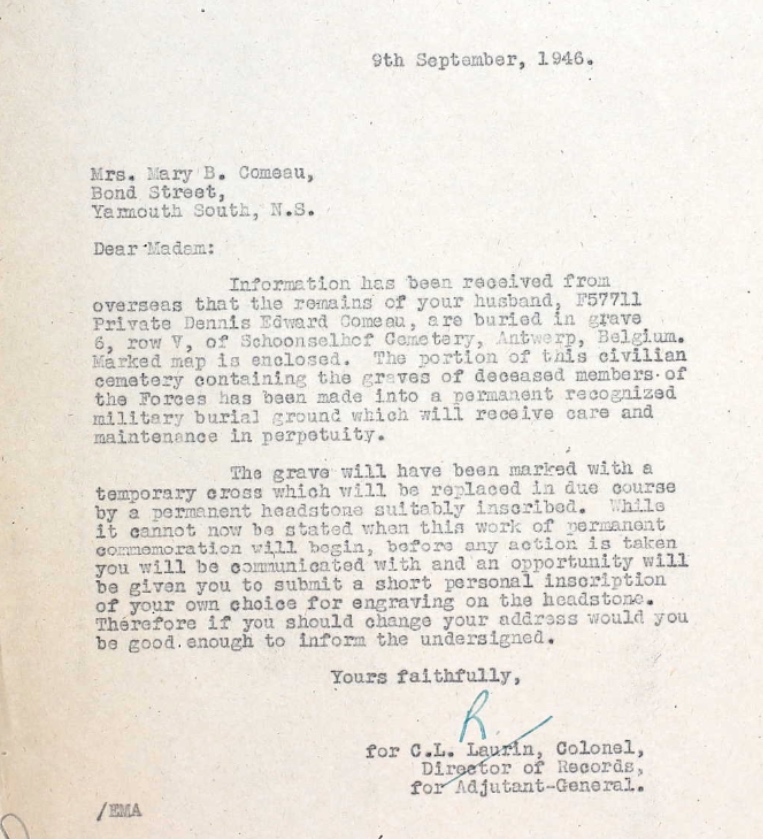 9th September, 1946.
Mrs. Mary B. Comeau,
Bond Street,
Yarmouth South, N.S.
Dear Madam:
Information has been received from
overseas that the remains of your husband, F57711
Private Dennis Edward Comeau, are buried in grave
6, row V, of Schoonselhof Cemetery, Antwerp, Belgium.
Marked map is enclosed. The portion of this civilian
cemetery containing the graves of deceased members of
the Forces has been made into a permanent recognized
military burial ground which will receive care and
maintenance in perpetuity.
The grave will have been marked with a
temporary cross which will be replaced in due course
by a permanent headstone suitably inscribed. While
it cannot now be stated when this work of permanent
commemoration will begin, before any action is taken
you will be communicated with and an opportunity will
be given you to submit a short personal inscription
of your own choice for engraving on the headstone.
Therefore if you should change your address would you
be good enough to inform the undersigned.
Yours faithfully,
R.
for C.L. Laurin, Colonel,
Director of Records,
for Adjutant-General.
/EMA